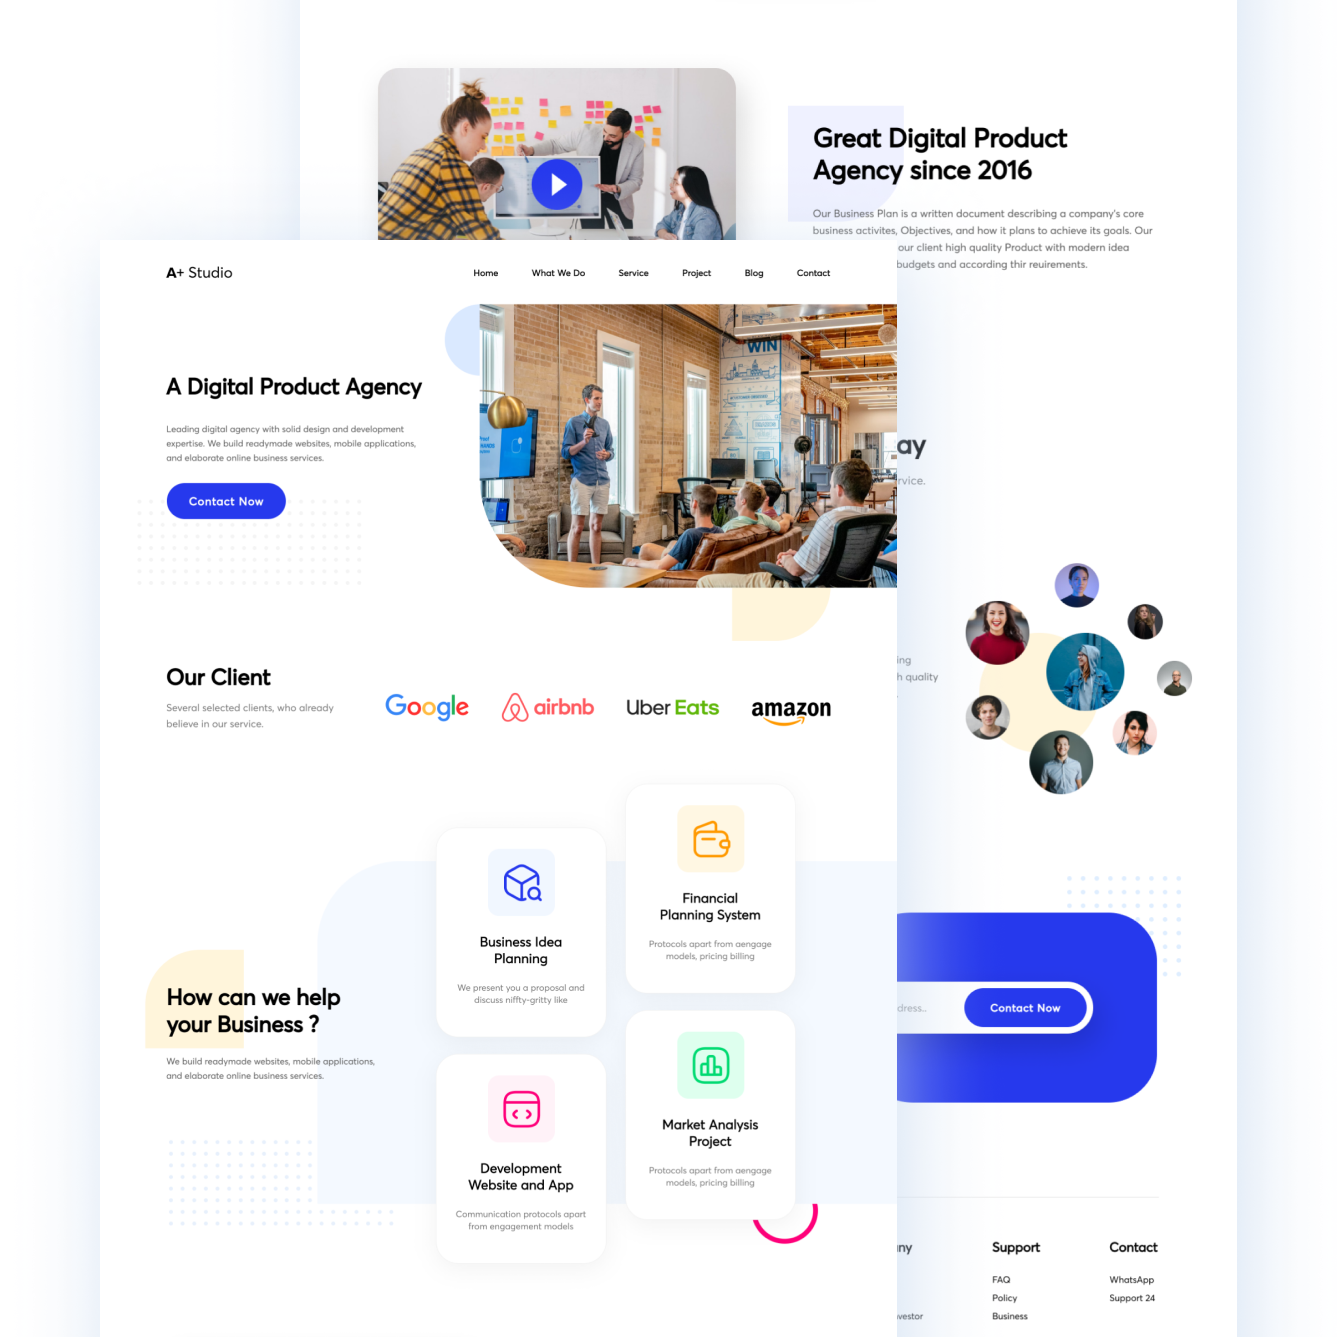 Great Digital Product
Agency since 2016
Our Business Plan is a written document describing a company's core
business activites, Objectives, and how it plans to achieve its goals. Our
our client high quality Product with modern idea
budgets and according thir reuirements.
A+ Studio
Home
What We Do
Service
Project
Blog
Contact
WIN
A Digital Product Agency
Leading digital agency with solid design and development
expertise. We build readymade websites, mobile applications,
and elaborate online business services.
Contact Now
ay
rvice.
Our Client
Several selected clients, who already
believe in our service.
Google
airbnb
Uber Eats
amazon
ing
h quality
Business Idea
Planning
We present you a proposal and
discuss niffty-gritty like
Financial
Planning System
Protocols apart from aengage
models, pricing billing
How can we help
your Business ?
We build readymade websites, mobile applications,
and elaborate online business services.
Development
Website and App
Communication protocols apart
from engagement models
Market Analysis
Project
Protocols apart from aengage
models, pricing billing
dress..
Contact Now
ny
vestor
Support
FAQ
Policy
Business
Contact
WhatsApp
Support 24